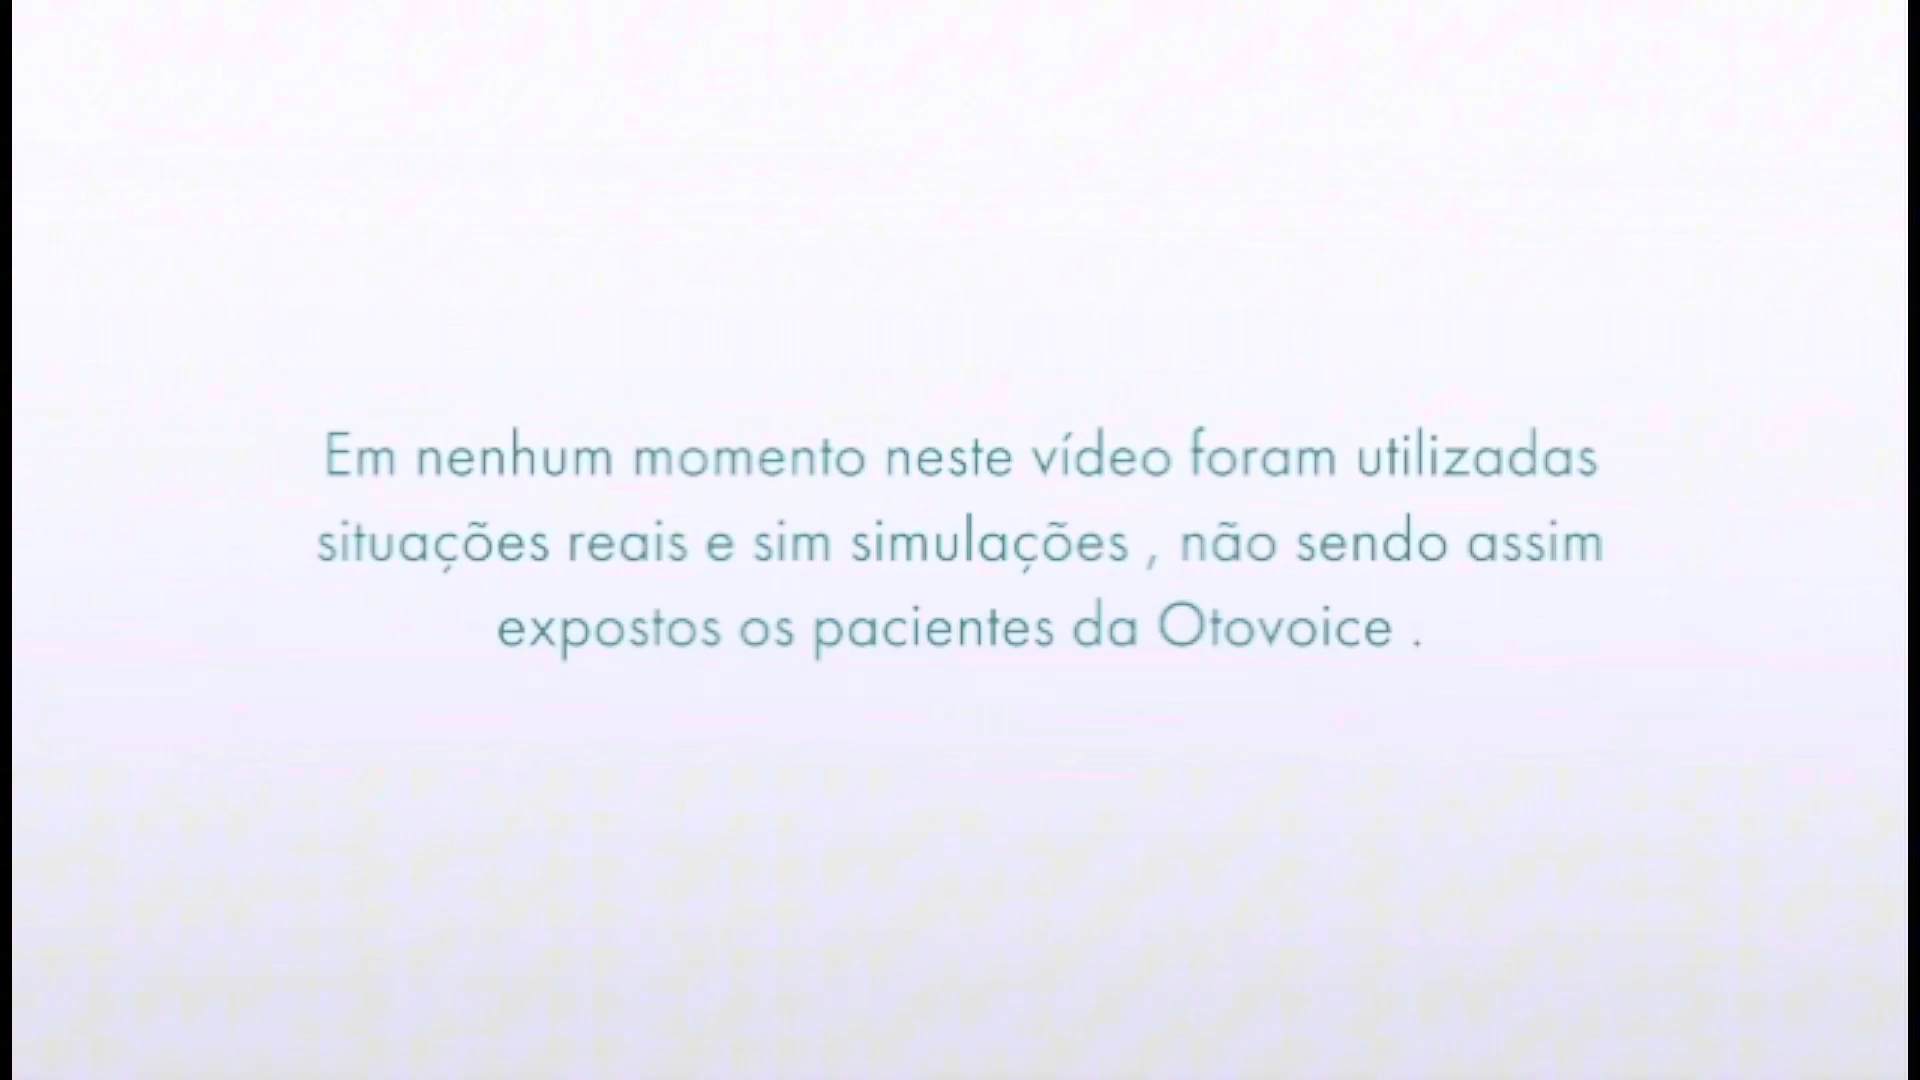 Em nenhum momento neste vídeo foram utilizadas
situações reais e sim simulações , não sendo assim
expostos os pacientes da Otovoice .